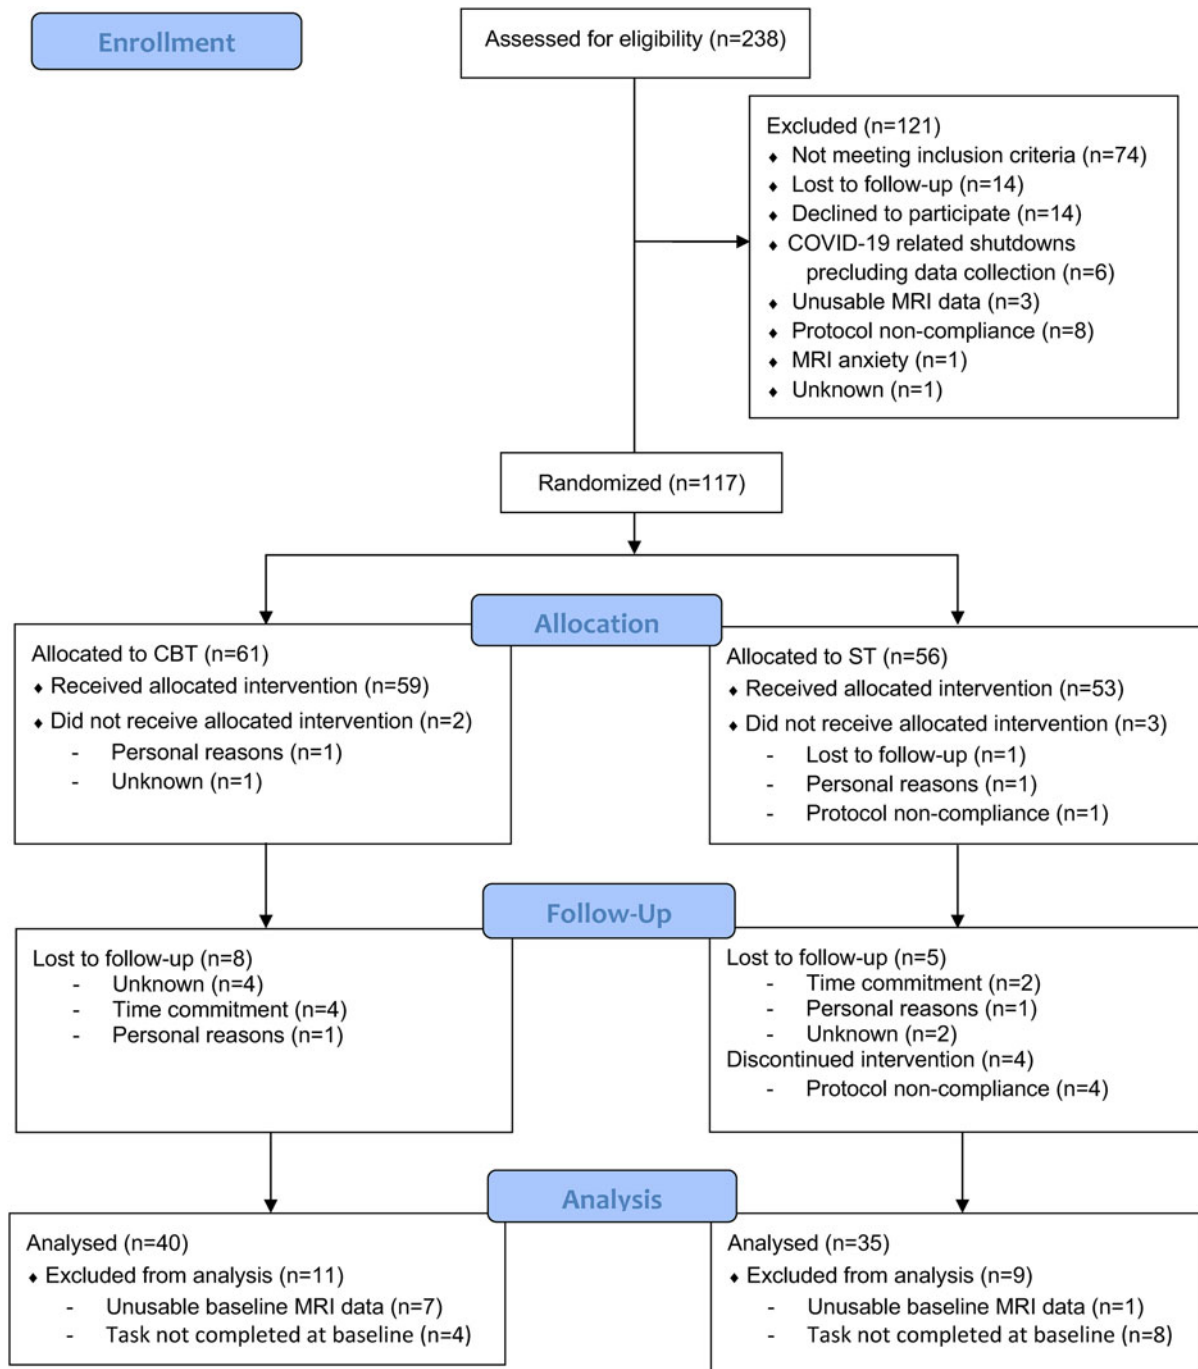 Enrollment
Assessed for eligibility (n=238)
Excluded (n=121)
♦ Not meeting inclusion criteria (n=74)
♦ Lost to follow-up (n=14)
♦ Declined to participate (n=14)
♦ COVID-19 related shutdowns
precluding data collection (n=6)
♦ Unusable MRI data (n=3)
♦ Protocol non-compliance (n=8)
♦ MRI anxiety (n=1)
♦ Unknown (n=1)
Randomized (n=117)
Allocation
Allocated to CBT (n=61)
♦ Received allocated intervention (n=59)
♦ Did not receive allocated intervention (n=2)
- Personal reasons (n=1)
- Unknown (n=1)
Allocated to ST (n=56)
♦ Received allocated intervention (n=53)
♦ Did not receive allocated intervention (n=3)
- Lost to follow-up (n=1)
- Personal reasons (n=1)
- Protocol non-compliance (n=1)
Follow-Up
Lost to follow-up (n=8)
- Unknown (n=4)
- Time commitment (n=4)
- Personal reasons (n=1)
Lost to follow-up (n=5)
- Time commitment (n=2)
- Personal reasons (n=1)
- Unknown (n=2)
Discontinued intervention (n=4)
- Protocol non-compliance (n=4)
Analysis
Analysed (n=40)
♦ Excluded from analysis (n=11)
- Unusable baseline MRI data (n=7)
- Task not completed at baseline (n=4)
Analysed (n=35)
♦ Excluded from analysis (n=9)
- Unusable baseline MRI data (n=1)
- Task not completed at baseline (n=8)